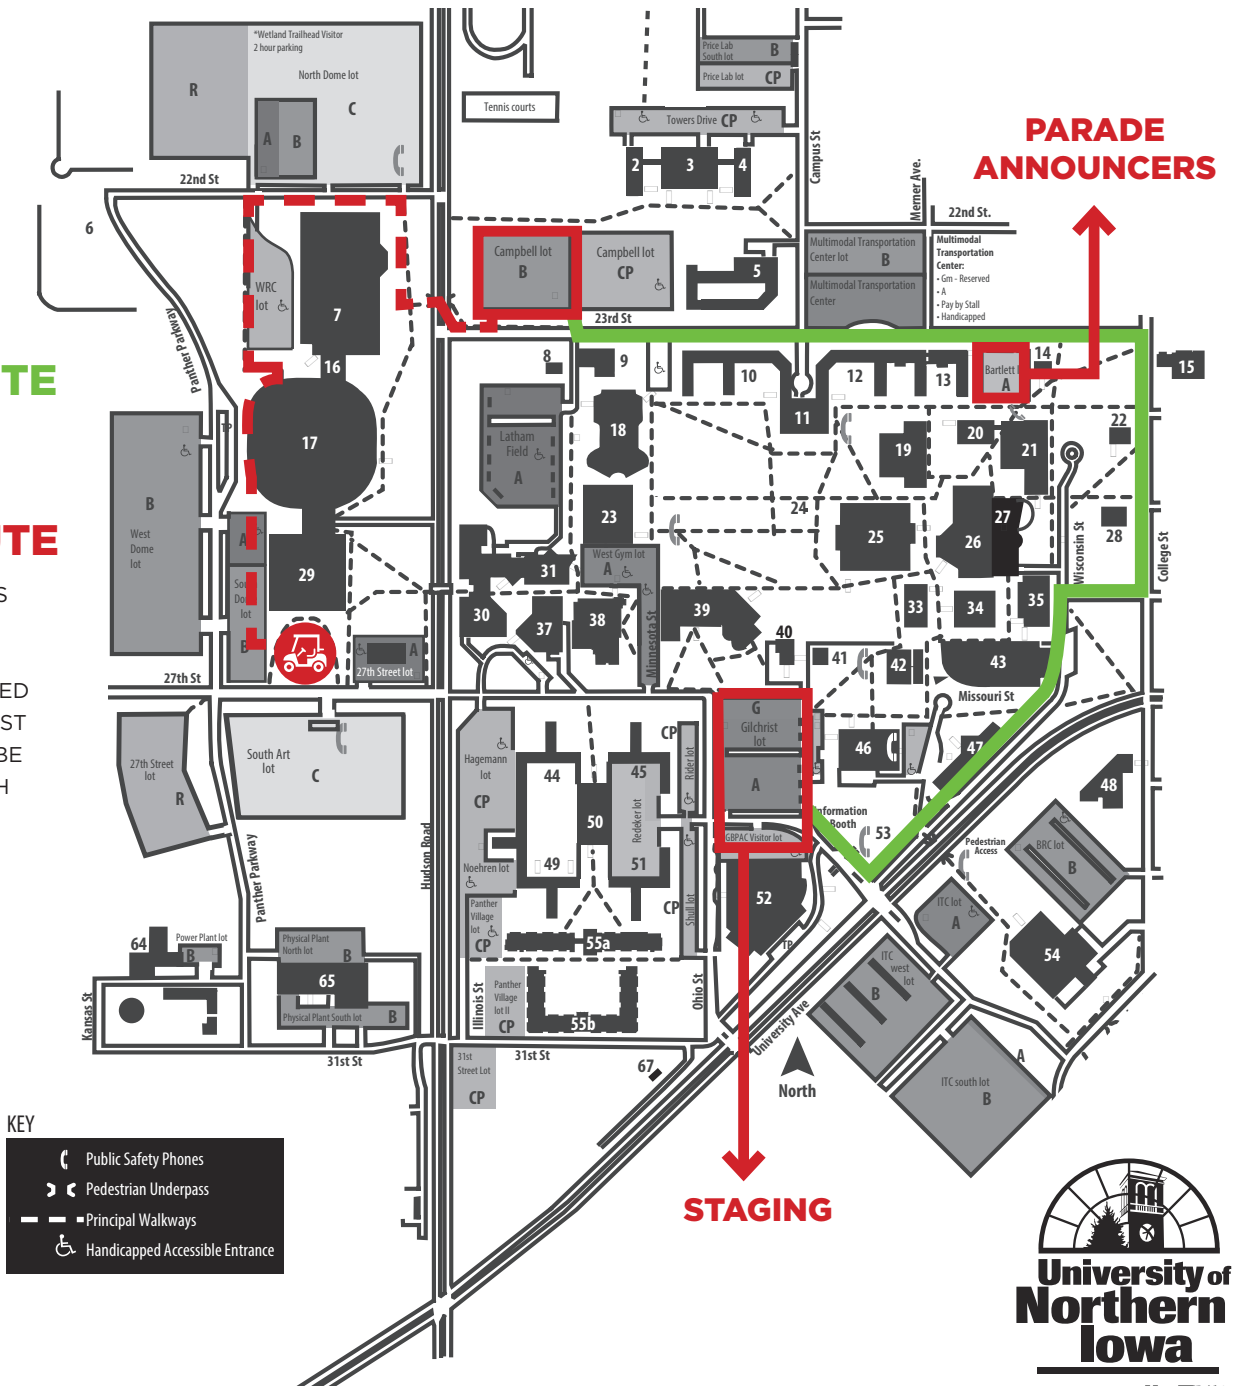 *Wetland Trailhead Visitor
2 hour parking
North Dome lot
R
C
A
B
22nd St
6
WRC
lot
7
16
17
Panther Parkway
TP
B
West
Dome
lot
A
29
B
27th St
27th Street lot
A
Tennis courts
Price Lab
South lot
B
Price Lab lot
CP
Towers Drive CP
2
3
4
Campus St
Merner Ave.
22nd St.
PARADE
ANNOUNCERS
Campbell lot
B
Campbell lot
CP
5
23rd St
Multimodal Transportation
Center lot
B
Multimodal Transportation
Center
Multimodal
Transportation
Center:
• Gm - Reserved
• A
• Pay by Stall
• Handicapped
8
9
10
11
12
13
Bartlett l
A
14
15
UTE
UTE
S
ED
ST
BE
H
Latham
Field
A
18
19
20
21
22
23
24
25
26
27
28
Wisconsin St
College St
West Gym lot
A
30
31
37
38
39
Minnesota St
33
34
35
40
41
42
43
Missouri St
27th Street
lot
R
South Art
lot
C
Panther Parkway
Hudson Road
Hagemann
lot
CP
Noehren lot
44
45
50
Redeker lot
49
51
CP
Rider lot
G
Gilchrist
lot
A
GBPAC Visitor lot
46
47
48
Information
Booth
53
Pedestrian
Access
BRC lot
B
ITC lot
A
54
52
TP
CP
Shull lot
Panther
Village
lot
CP
55a
Panther
Village
lot II
CP
55b
Illinois St
Ohio St
ITC
west
lot
B
ITC south lot
B
A
64
Power Plant lot
B
Physical Plant
North lot
B
65
Physical Plant South lot
B
Kansas St
31st St
31st St
31st
Street Lot
CP
67
University Ave
North
STAGING
KEY
Public Safety Phones
Pedestrian Underpass
Principal Walkways
Handicapped Accessible Entrance
University of
Northern
Iowa